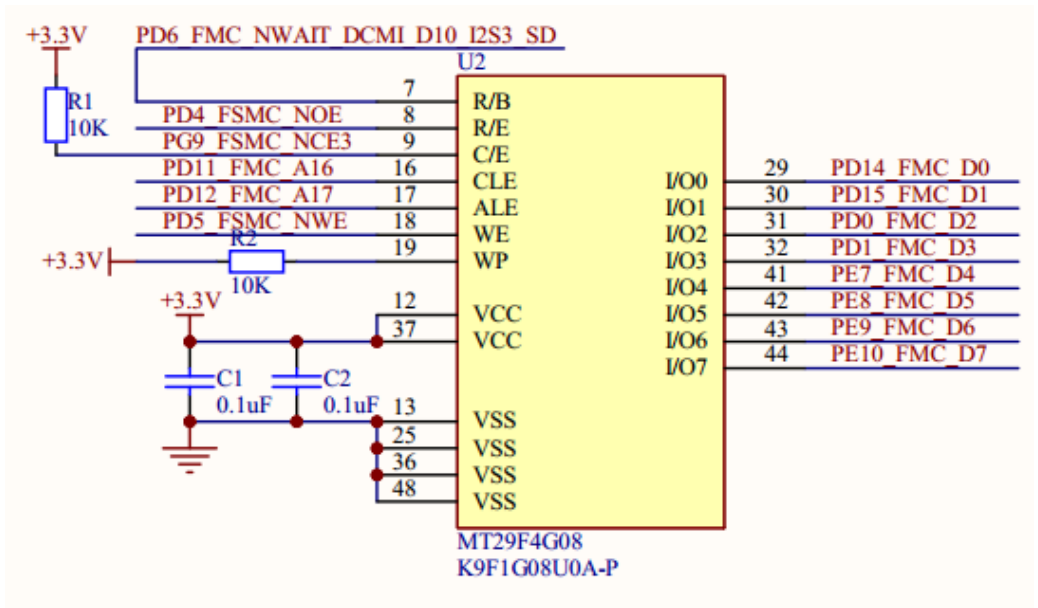 +3.3V
PD6_FMC_NWAIT_DCMI_D10_I2S3_SD
U2
R1
10K
7 R/B
PD4_FSMC_NOE 8 R/E
PG9_FSMC_NCE3 9 C/E
PD11_FMC_A16 16 CLE
PD12_FMC_A17 17 ALE
PD5_FSMC_NWE 18 WE
+3.3V R2 19 WP
10K
+3.3V
12 VCC
37 VCC
C1
0.1uF
C2
0.1uF
13 VSS
25 VSS
36 VSS
48 VSS
I/O0 29 PD14_FMC_D0
I/O1 30 PD15_FMC_D1
I/O2 31 PD0_FMC_D2
I/O3 32 PD1_FMC_D3
I/O4 41 PE7_FMC_D4
I/O5 42 PE8_FMC_D5
I/O6 43 PE9_FMC_D6
I/O7 44 PE10_FMC_D7
MT29F4G08
K9F1G08U0A-P